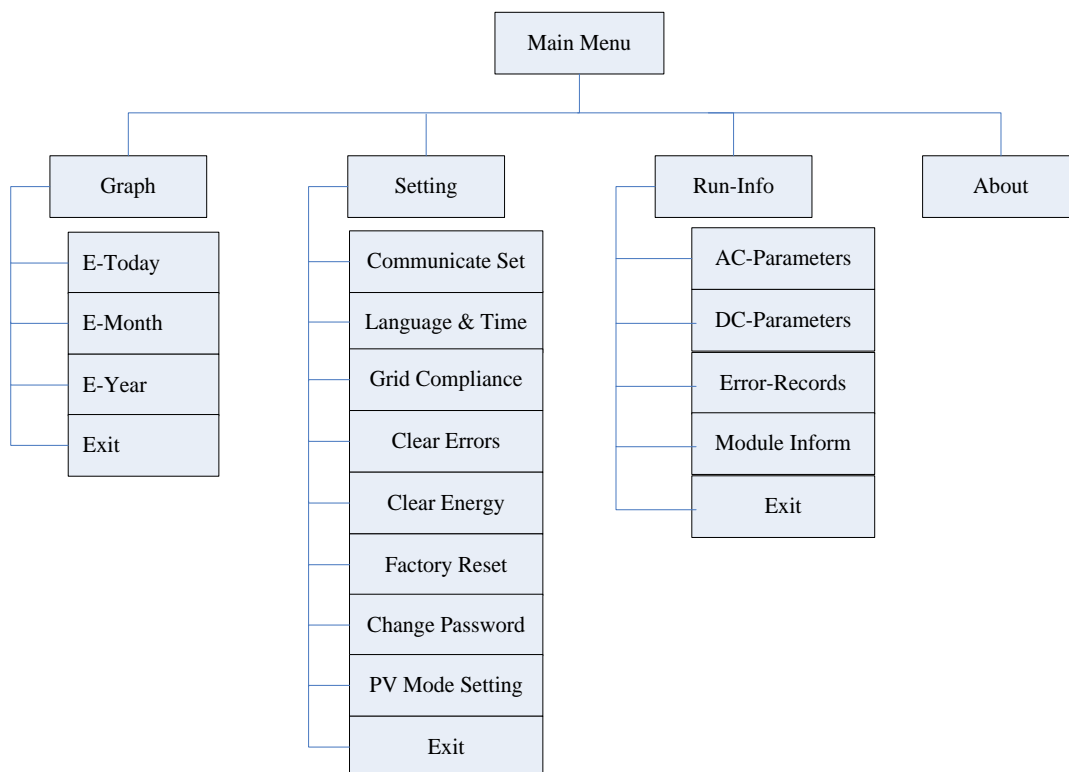 Main Menu
Graph
E-Today
E-Month
E-Year
Exit
Setting
Communicate Set
Language & Time
Grid Compliance
Clear Errors
Clear Energy
Factory Reset
Change Password
PV Mode Setting
Exit
Run-Info
AC-Parameters
DC-Parameters
Error-Records
Module Inform
Exit
About